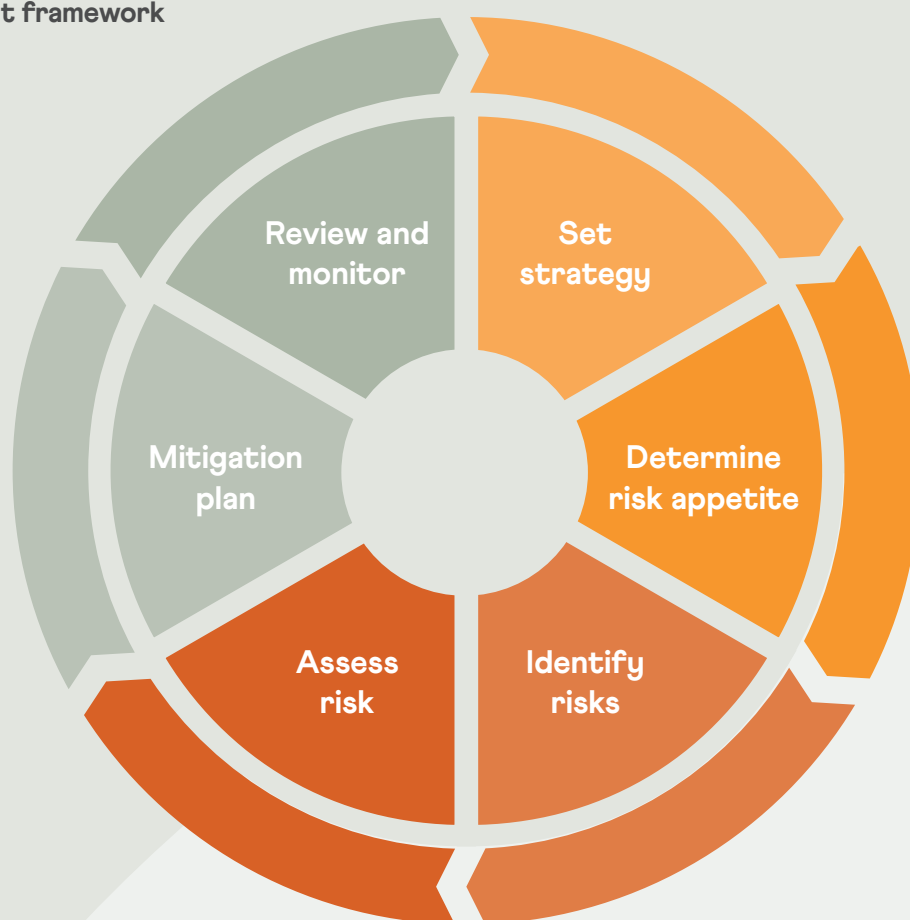 t framework
Review and
monitor
Set
strategy
Mitigation
plan
Determine
risk appetite
Assess
risk
Identify
risks